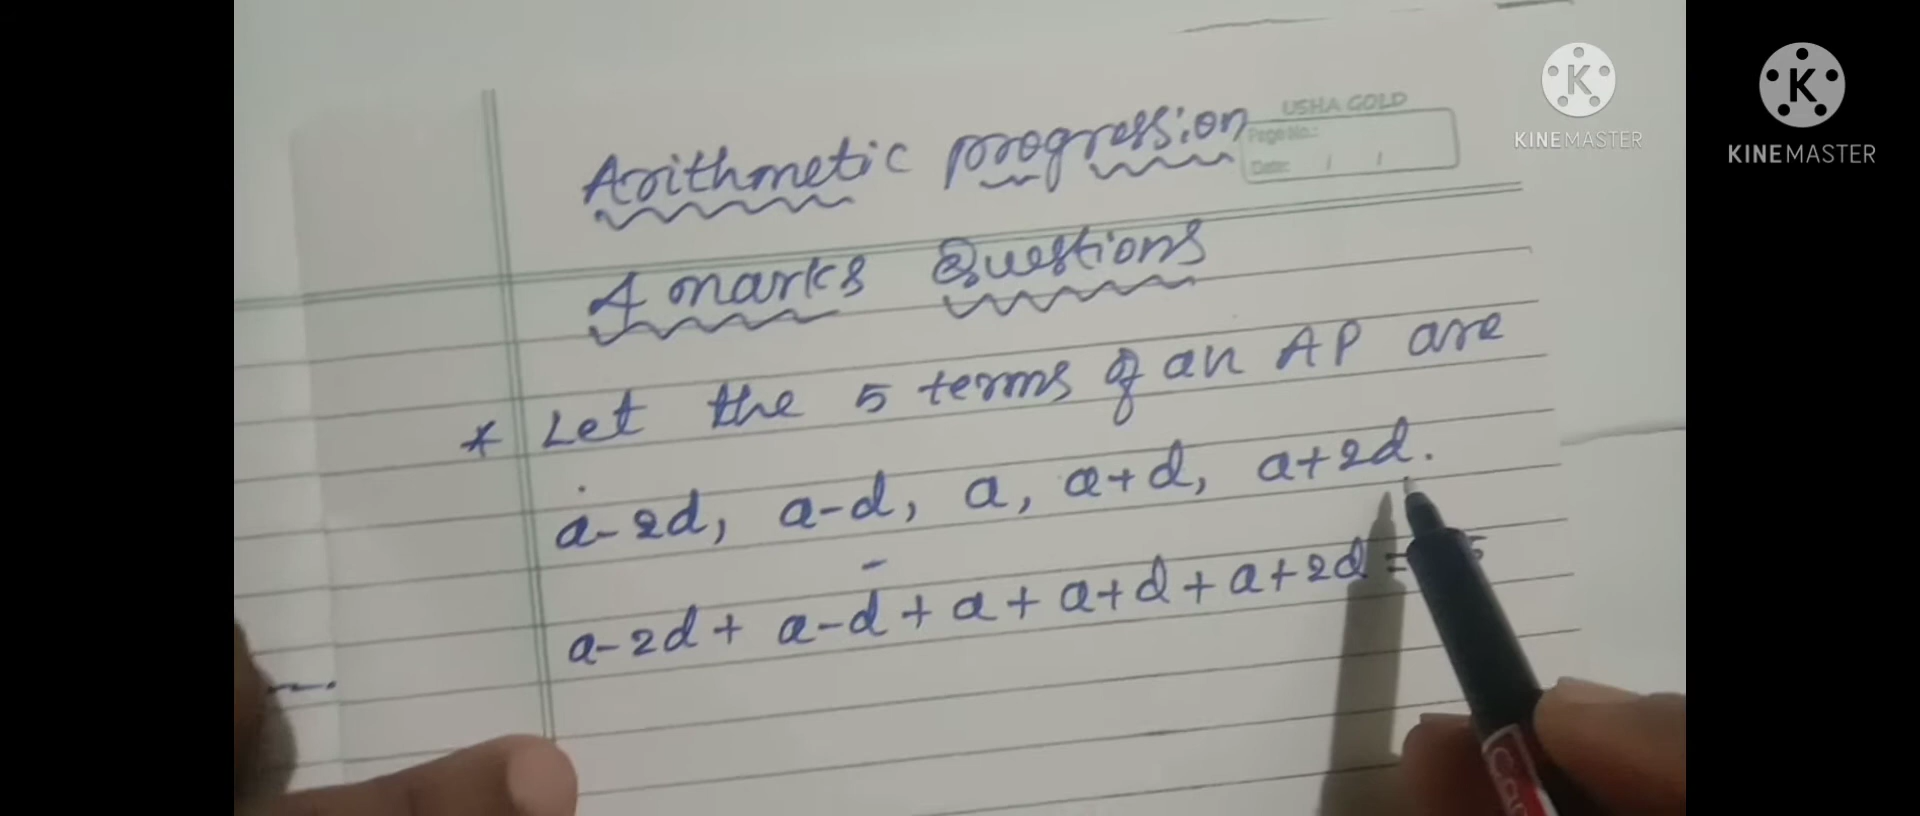 KINEMASTER
KINEMASTER
USHA GOLD
Page No.:
Date: / /
Arithmetic progression
4 marks Questions
* Let the 5 terms of an AP are
a-2d, a-d, a, a+d, a+2d.
a-2d + a-d + a + a+d + a+2d =